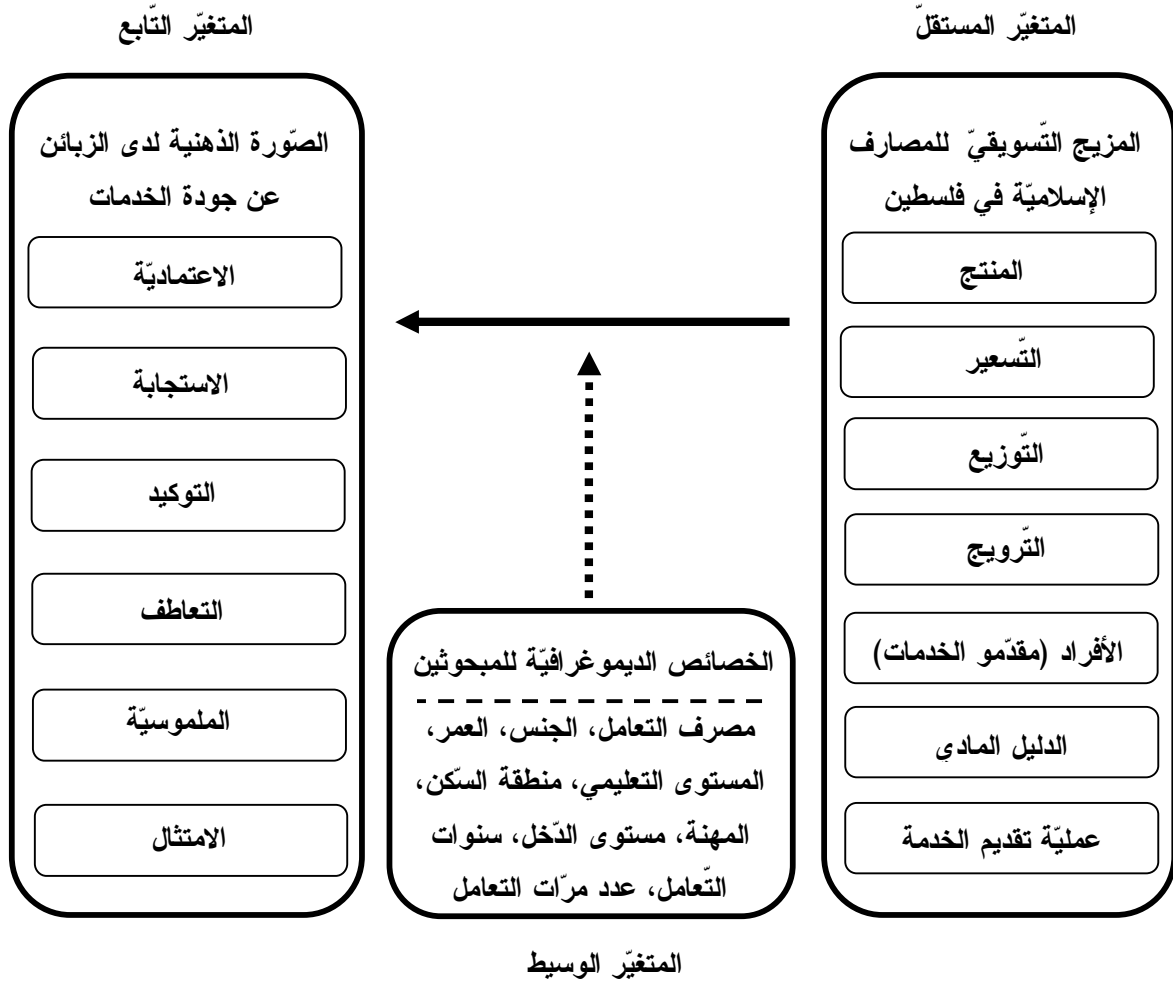 المتغيّر المستقلّ
المزيج التّسويقيّ للمصارف
الإسلاميّة في فلسطين
المنتج
التّسعير
التّوزيع
التّرويج
الأفراد (مقدّمو الخدمات)
الدليل المادي
عمليّة تقديم الخدمة
المتغيّر التّابع
الصّورة الذهنية لدى الزبائن
عن جودة الخدمات
الاعتماديّة
الاستجابة
التوكيد
التعاطف
الملموسيّة
الامتثال
الخصائص الديموغرافيّة للمبحوثين
مصرف التعامل، الجنس، العمر،
المستوى التعليمي، منطقة السّكن،
المهنة، مستوى الدّخل، سنوات
التّعامل، عدد مرّات التعامل
المتغيّر الوسيط